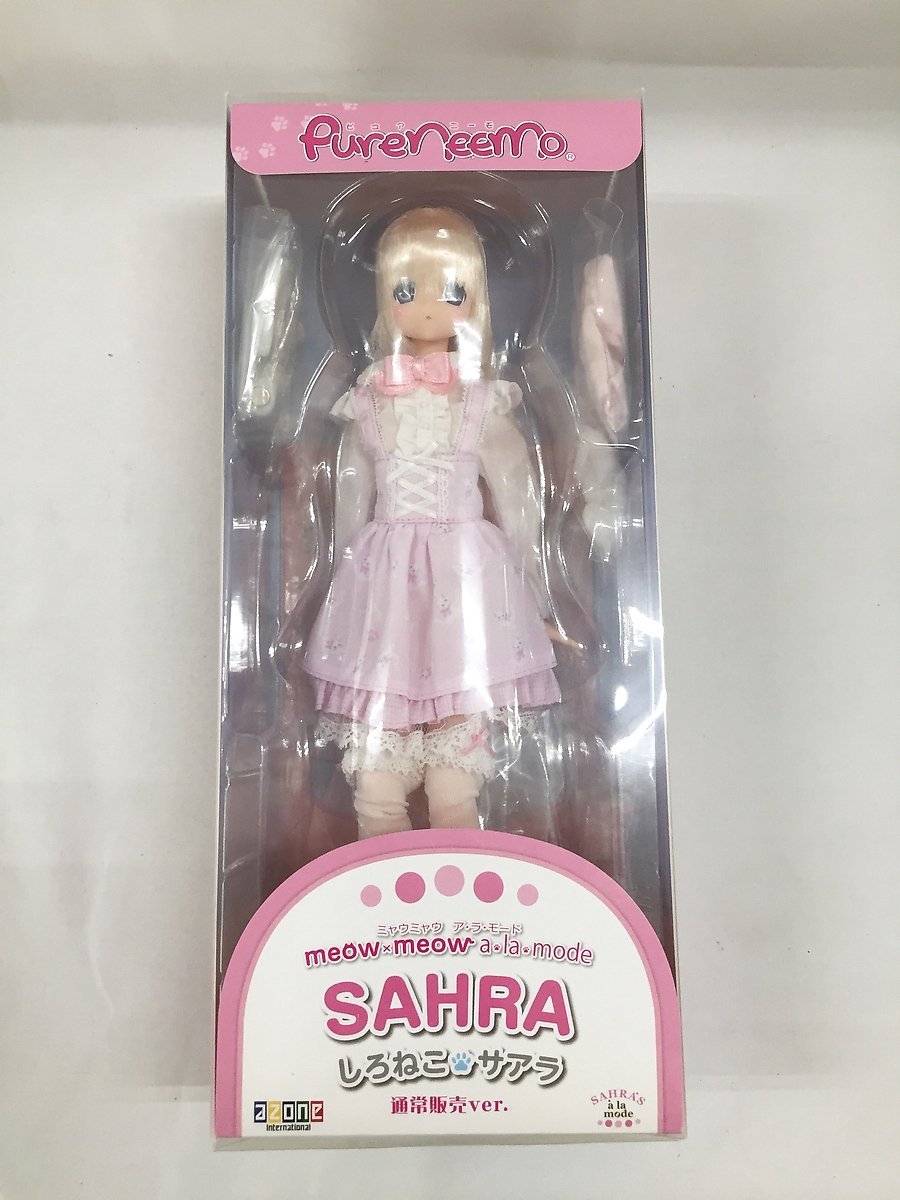 ピュアニーモ
PureNeemo®
ミャウミャウ ア・ラ・モード
meow×meow a・la・mode
SAHRA
しろねこ サアラ
通常販売ver.
azone
International
SAHRA'S
à la
mode